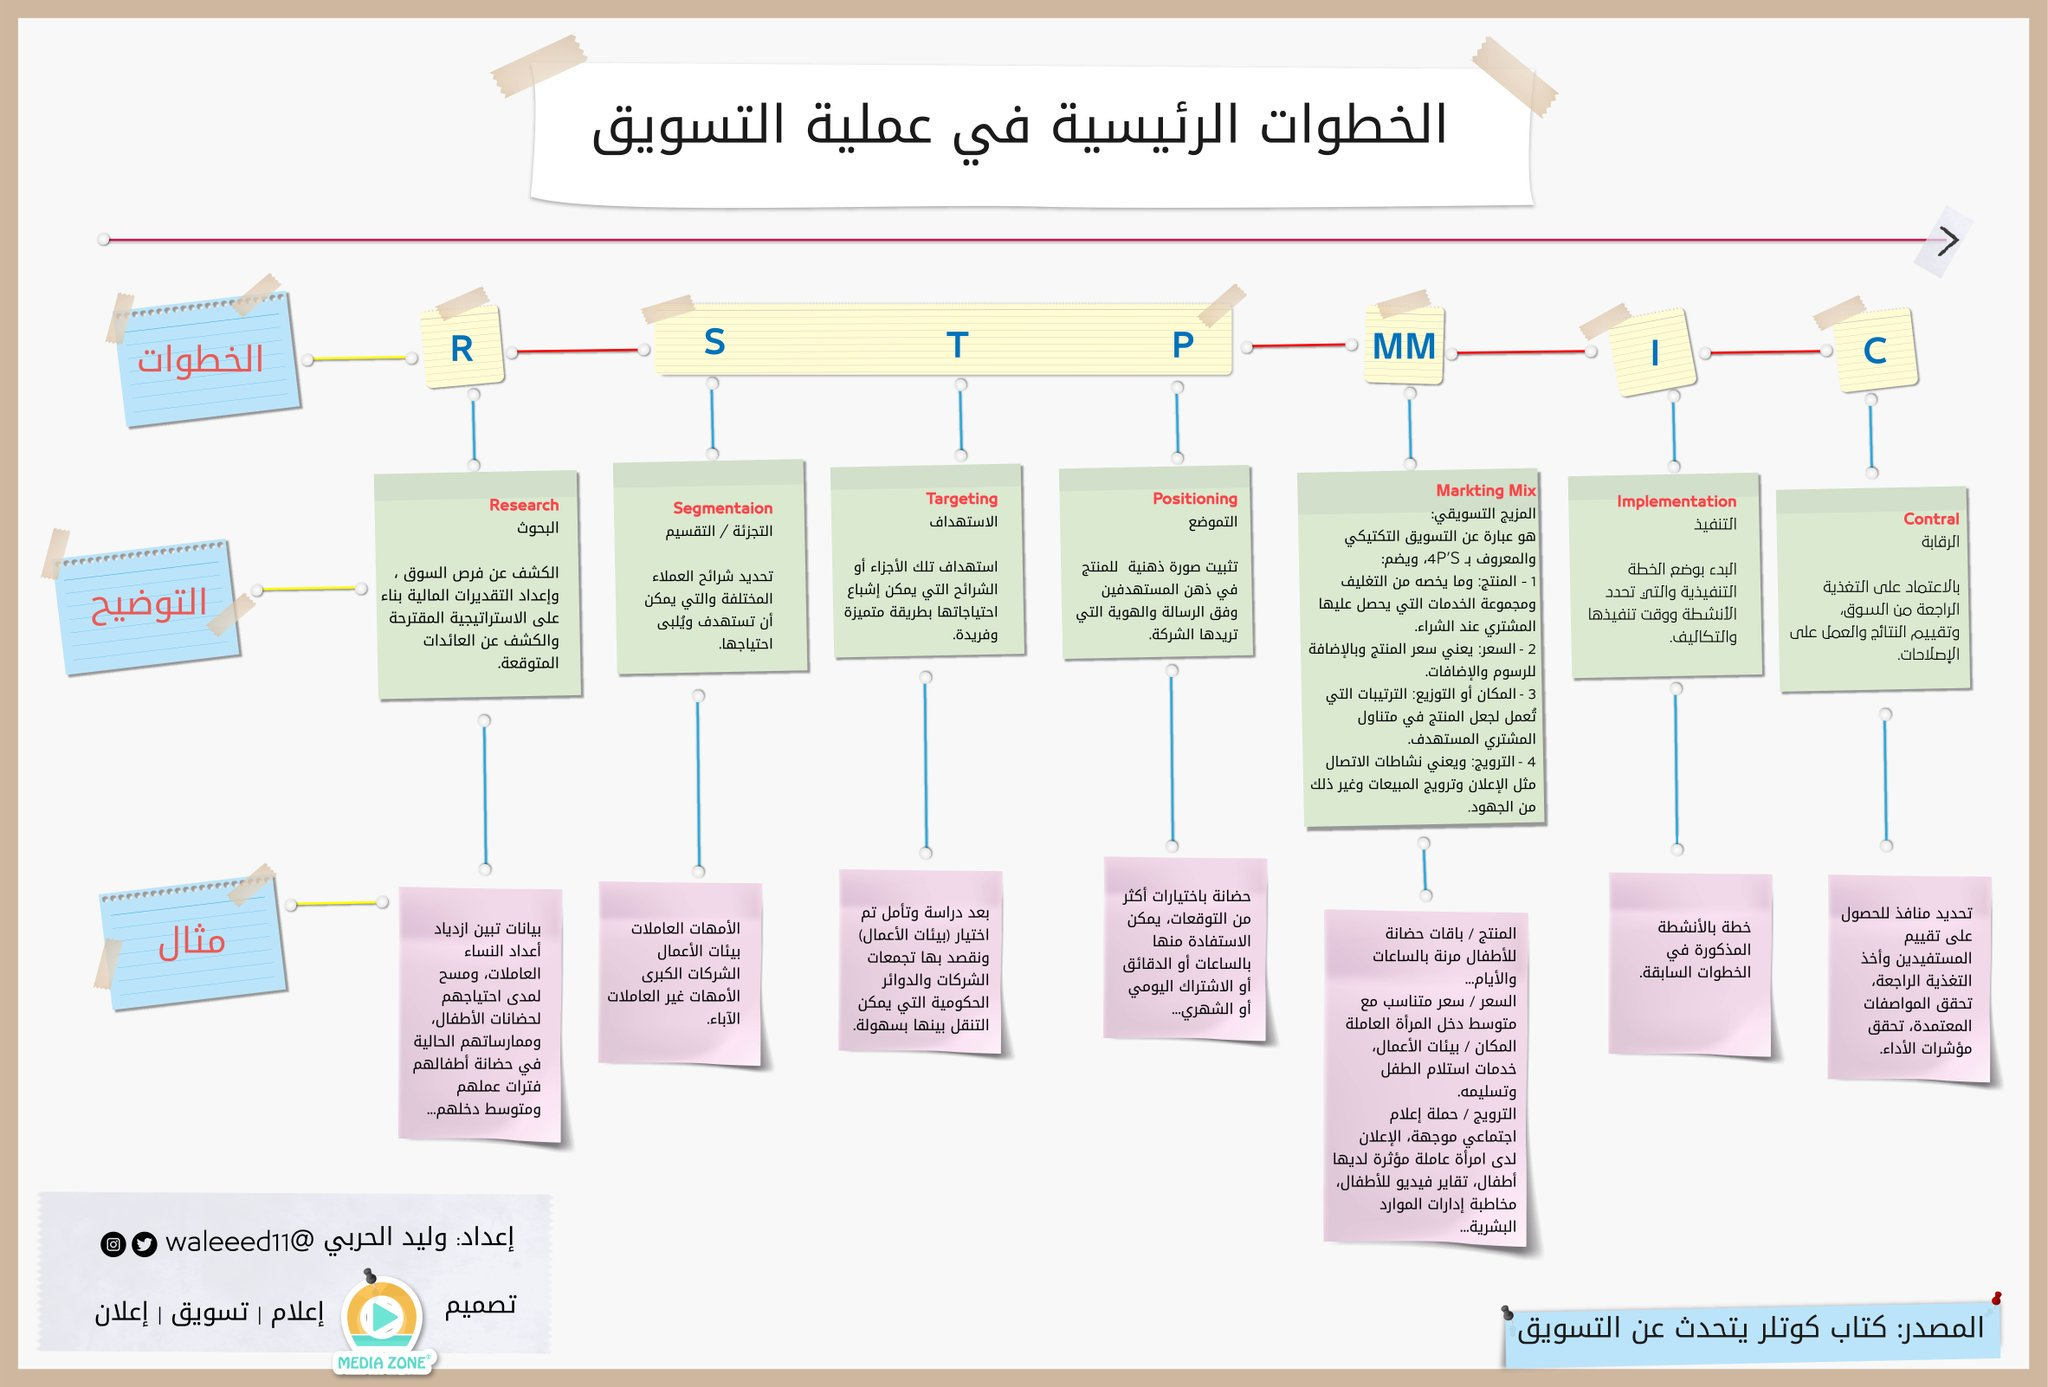 الخطوات الرئيسية في عملية التسويق
الخطوات
R
S
T
P
MM
I
C
التوضيح
Research
البحوث
الكشف عن فرص السوق ،
وإعداد التقديرات المالية بناء
على الاستراتيجية المقترحة
والكشف عن العائدات
المتوقعة.
Segmentaion
التجزئة / التقسيم
تحديد شرائح العملاء
المختلفة والتي يمكن
أن تستهدف ويُلبى
احتياجها.
Targeting
الاستهداف
استهداف تلك الأجزاء أو
الشرائح التي يمكن إشباع
احتياجاتها بطريقة متميزة
وفريدة.
Positioning
التموضع
تثبيت صورة ذهنية للمنتج
في ذهن المستهدفين
وفق الرسالة والهوية التي
تريدها الشركة.
Markting Mix
المزيج التسويقي:
هو عبارة عن التسويق التكتيكي
والمعروف بـ 4P'S، ويضم:
1 - المنتج: وما يخصه من التغليف
ومجموعة الخدمات التي يحصل عليها
المشتري عند الشراء.
2 - السعر: يعني سعر المنتج وبالإضافة
للرسوم والإضافات.
3 - المكان أو التوزيع: الترتيبات التي
تُعمل لجعل المنتج في متناول
المشتري المستهدف.
4 - الترويج: ويعني نشاطات الاتصال
مثل الإعلان وترويج المبيعات وغير ذلك
من الجهود.
Implementation
التنفيذ
البدء بوضع الخطة
التنفيذية والتي تحدد
الأنشطة ووقت تنفيذها
والتكاليف.
Contral
الرقابة
بالاعتماد على التغذية
الراجعة من السوق،
وتقييم النتائج والعمل على
الإصلاحات.
مثال
بيانات تبين ازدياد
أعداد النساء
العاملات، ومسح
لمدى احتياجهم
لحضانات الأطفال،
وممارساتهم الحالية
في حضانة أطفالهم
فترات عملهم
ومتوسط دخلهم...
الأمهات العاملات
بيئات الأعمال
الشركات الكبرى
الأمهات غير العاملات
الآباء.
بعد دراسة وتأمل تم
اختيار (بيئات الأعمال)
ونقصد بها تجمعات
الشركات والدوائر
الحكومية التي يمكن
التنقل بينها بسهولة.
حضانة باختيارات أكثر
من التوقعات، يمكن
الاستفادة منها
بالساعات أو الدقائق
أو الاشتراك اليومي
أو الشهري...
المنتج / باقات حضانة
للأطفال مرنة بالساعات
والأيام...
السعر / سعر متناسب مع
متوسط دخل المرأة العاملة
المكان / بيئات الأعمال،
خدمات استلام الطفل
وتسليمه.
الترويج / حملة إعلام
اجتماعي موجهة، الإعلان
لدى امرأة عاملة مؤثرة لديها
أطفال، تقاير فيديو للأطفال،
مخاطبة إدارات الموارد
البشرية...
خطة بالأنشطة
المذكورة في
الخطوات السابقة.
تحديد منافذ للحصول
على تقييم
المستفيدين وأخذ
التغذية الراجعة،
تحقق المواصفات
المعتمدة، تحقق
مؤشرات الأداء.
إعداد: وليد الحربي @waleeed11
تصميم
MEDIA ZONE
إعلام | تسويق | إعلان
المصدر: كتاب كوتلر يتحدث عن التسويق